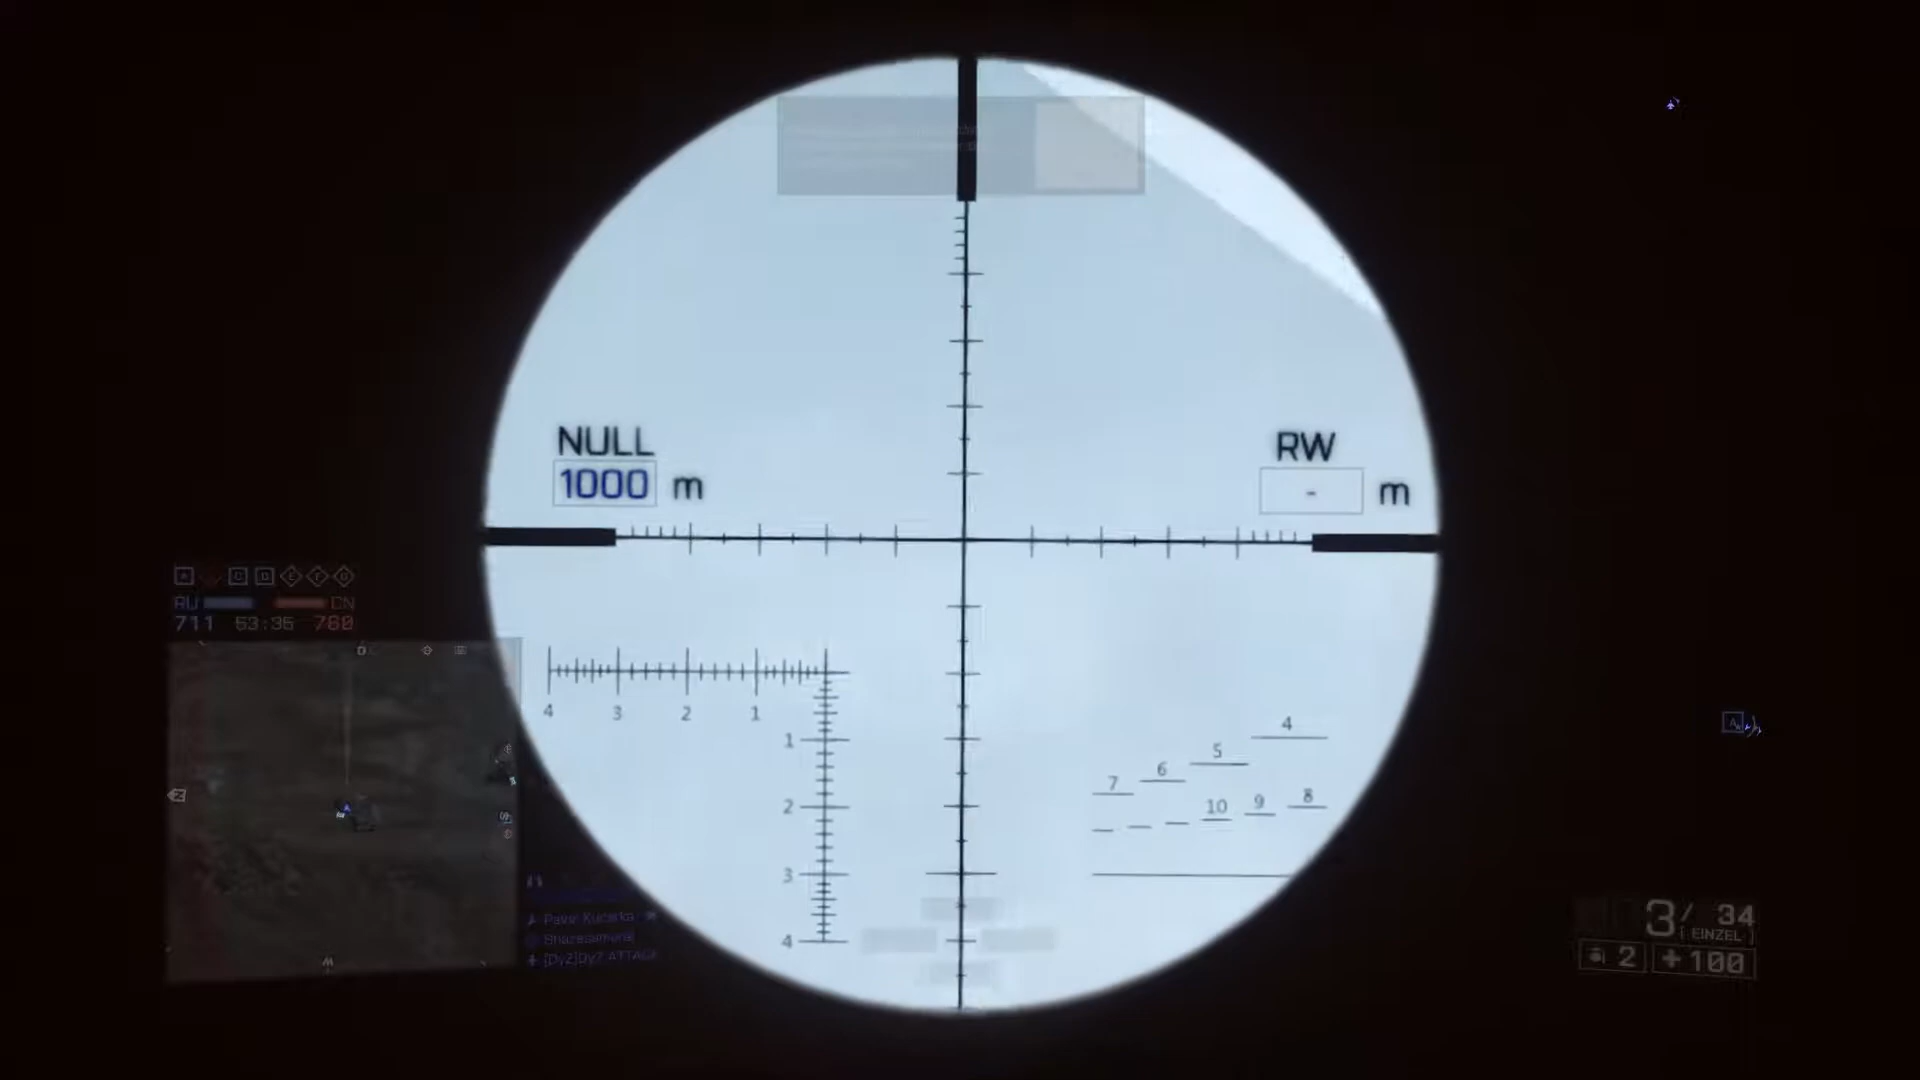 NULL
1000 m
RW
- m
A C D E F G
RU CN
711 53:35 760
4 3 2 1
1
2
3
4
4
5
6
7
10 9 8
3/ 34
[EINZEL]
2 +100